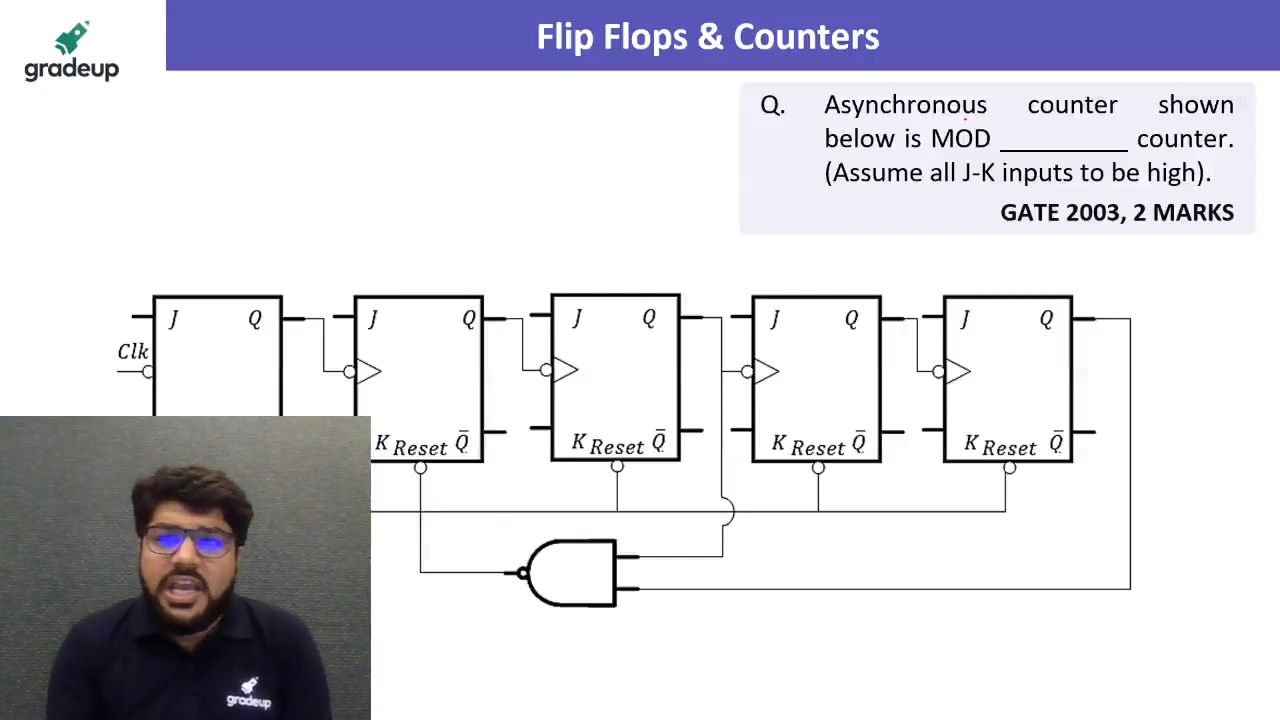 Flip Flops & Counters
gradeup
Q. Asynchronous counter shown
below is MOD _________ counter.
(Assume all J-K inputs to be high).
GATE 2003, 2 MARKS
J Q J Q J Q J Q J Q
Clk
K Reset Q̅ K Reset Q̅ K Reset Q̅ K Reset Q̅
gradeup